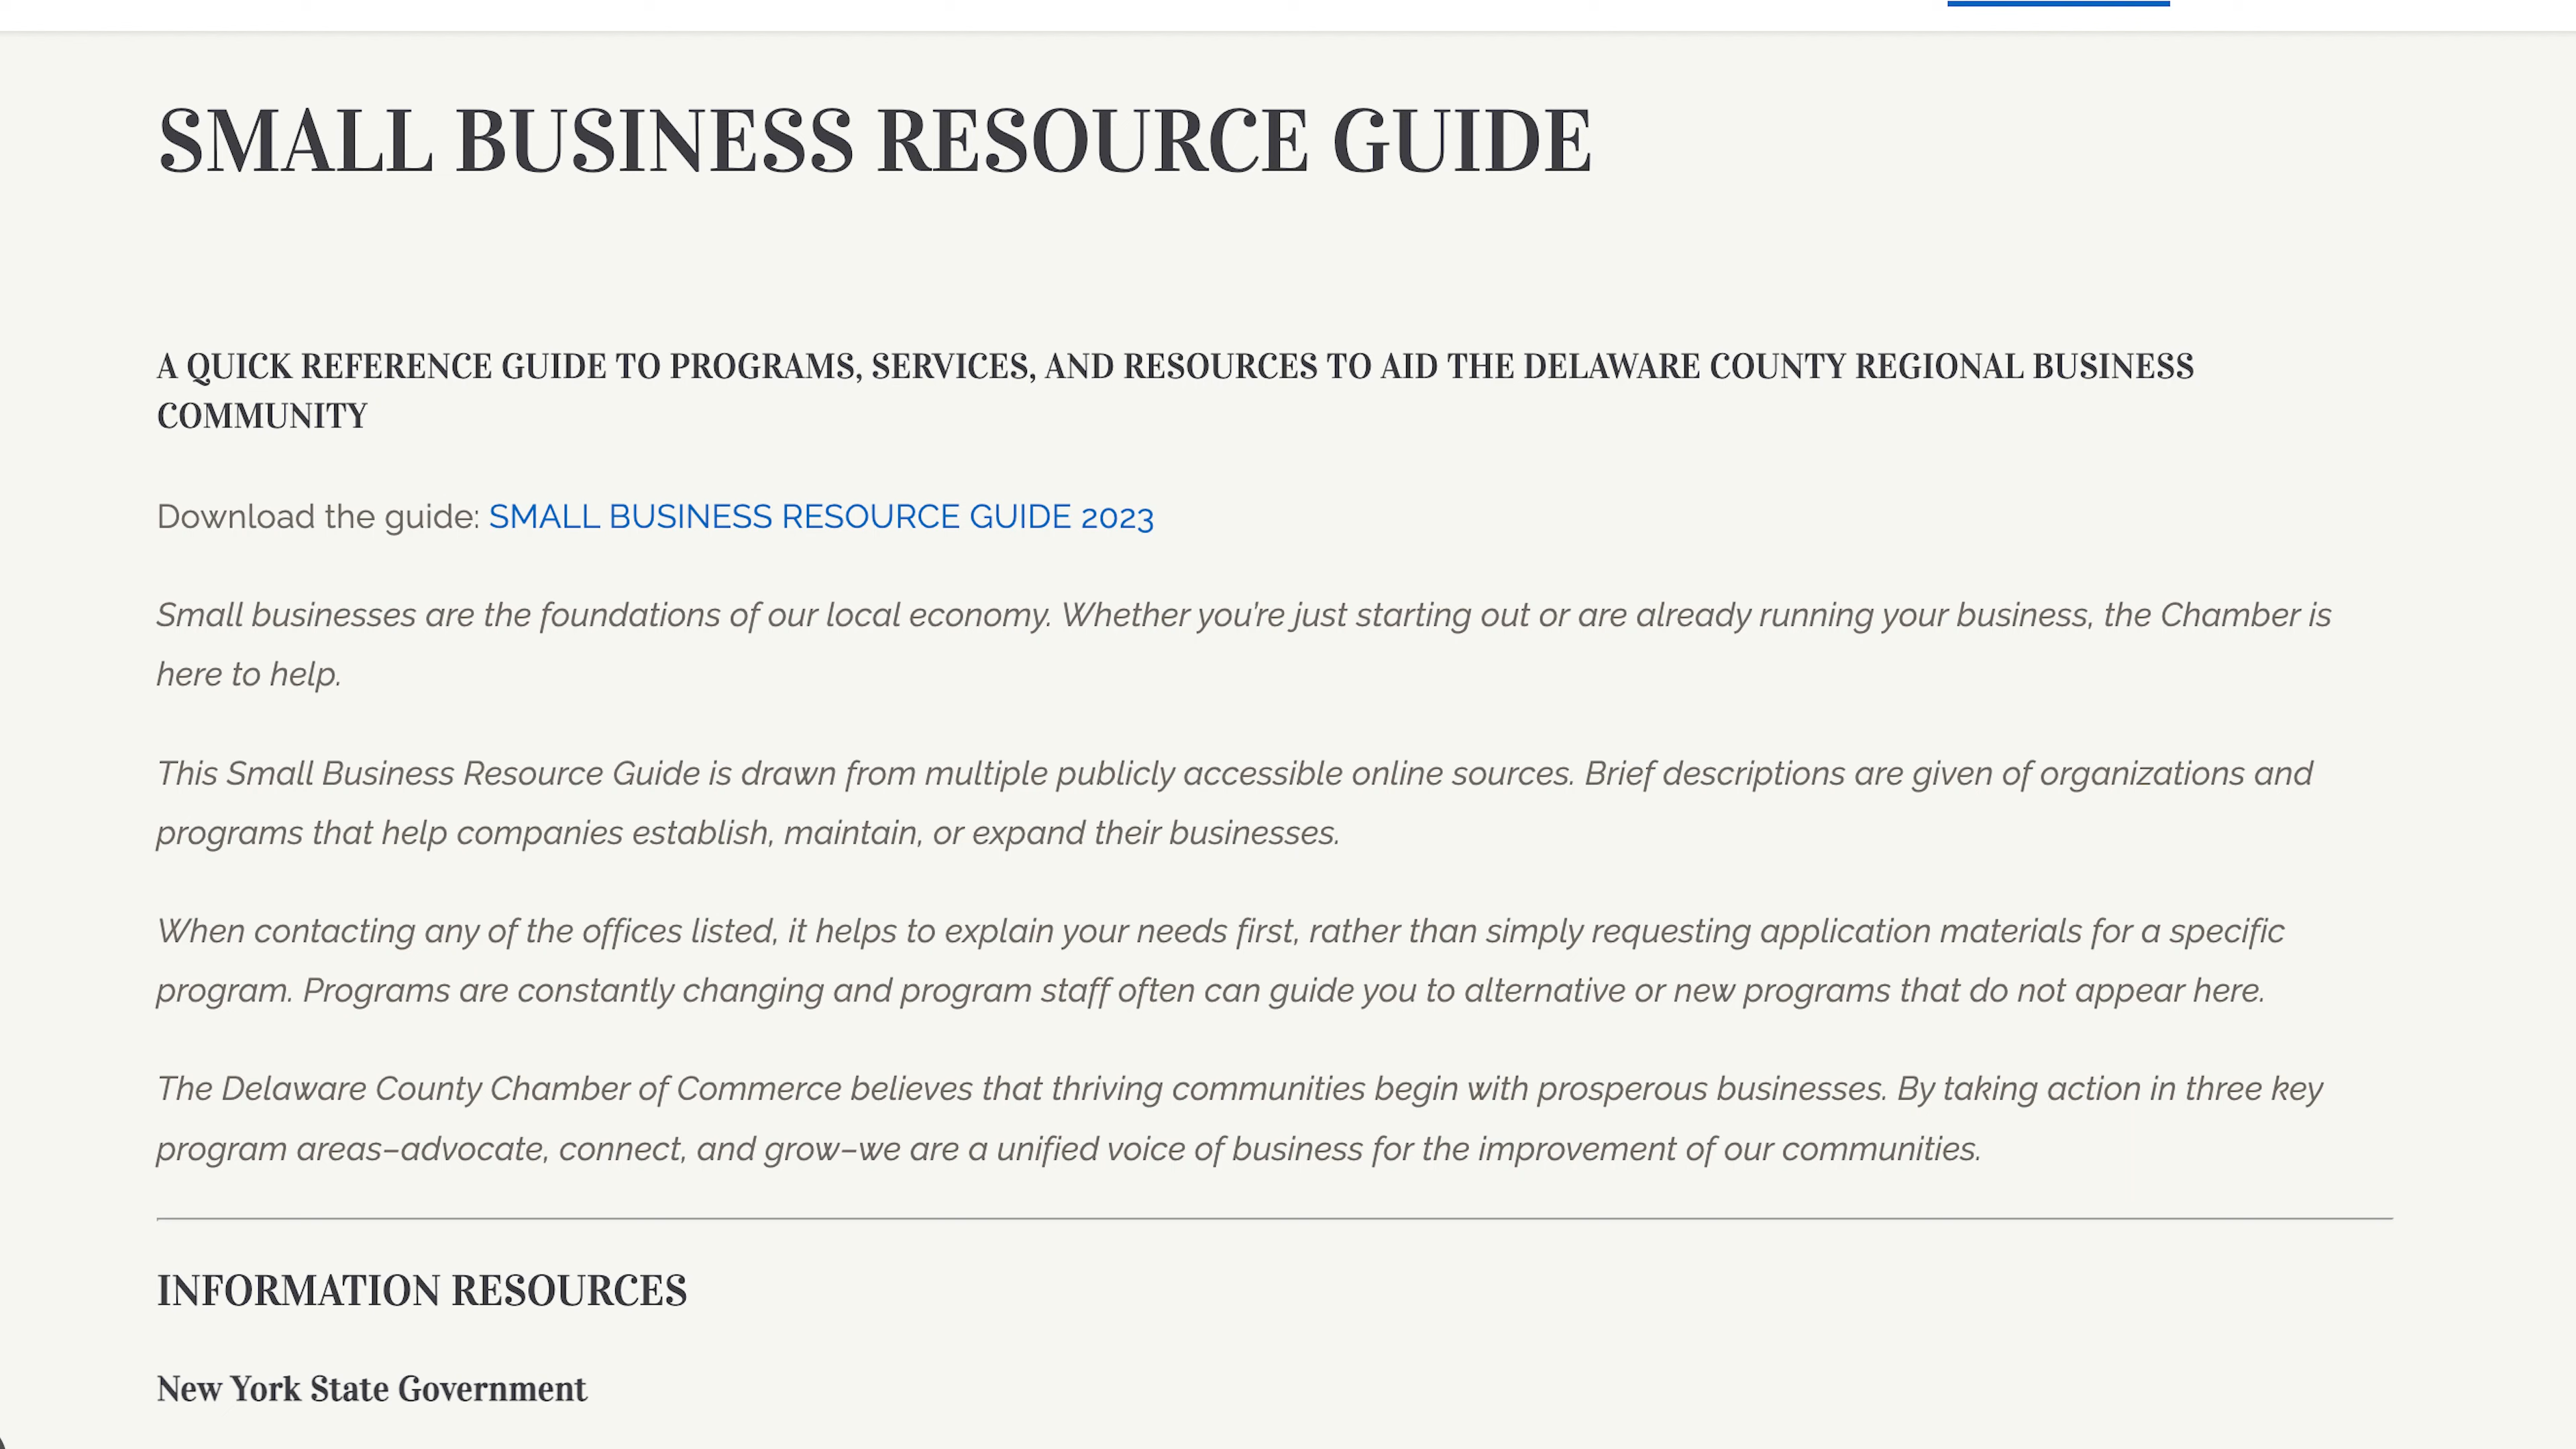 SMALL BUSINESS RESOURCE GUIDE
A QUICK REFERENCE GUIDE TO PROGRAMS, SERVICES, AND RESOURCES TO AID THE DELAWARE COUNTY REGIONAL BUSINESS
COMMUNITY
Download the guide: SMALL BUSINESS RESOURCE GUIDE 2023
Small businesses are the foundations of our local economy. Whether you're just starting out or are already running your business, the Chamber is
here to help.
This Small Business Resource Guide is drawn from multiple publicly accessible online sources. Brief descriptions are given of organizations and
programs that help companies establish, maintain, or expand their businesses.
When contacting any of the offices listed, it helps to explain your needs first, rather than simply requesting application materials for a specific
program. Programs are constantly changing and program staff often can guide you to alternative or new programs that do not appear here.
The Delaware County Chamber of Commerce believes that thriving communities begin with prosperous businesses. By taking action in three key
program areas–advocate, connect, and grow–we are a unified voice of business for the improvement of our communities.
INFORMATION RESOURCES
New York State Government